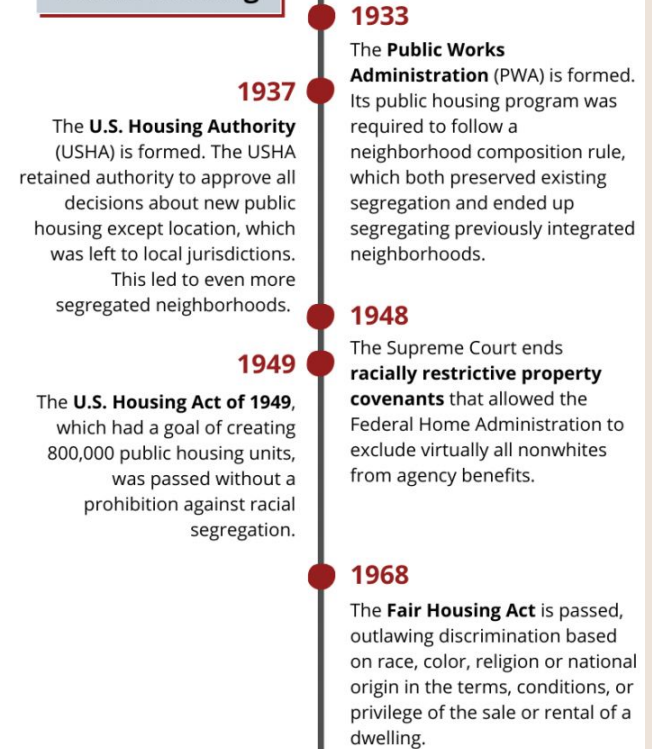 1933
The Public Works
Administration (PWA) is formed.
Its public housing program was
required to follow a
neighborhood composition rule,
which both preserved existing
segregation and ended up
segregating previously integrated
neighborhoods.
1937
The U.S. Housing Authority
(USHA) is formed. The USHA
retained authority to approve all
decisions about new public
housing except location, which
was left to local jurisdictions.
This led to even more
segregated neighborhoods.
1948
The Supreme Court ends
racially restrictive property
covenants that allowed the
Federal Home Administration to
exclude virtually all nonwhites
from agency benefits.
1949
The U.S. Housing Act of 1949,
which had a goal of creating
800,000 public housing units,
was passed without a
prohibition against racial
segregation.
1968
The Fair Housing Act is passed,
outlawing discrimination based
on race, color, religion or national
origin in the terms, conditions, or
privilege of the sale or rental of a
dwelling.